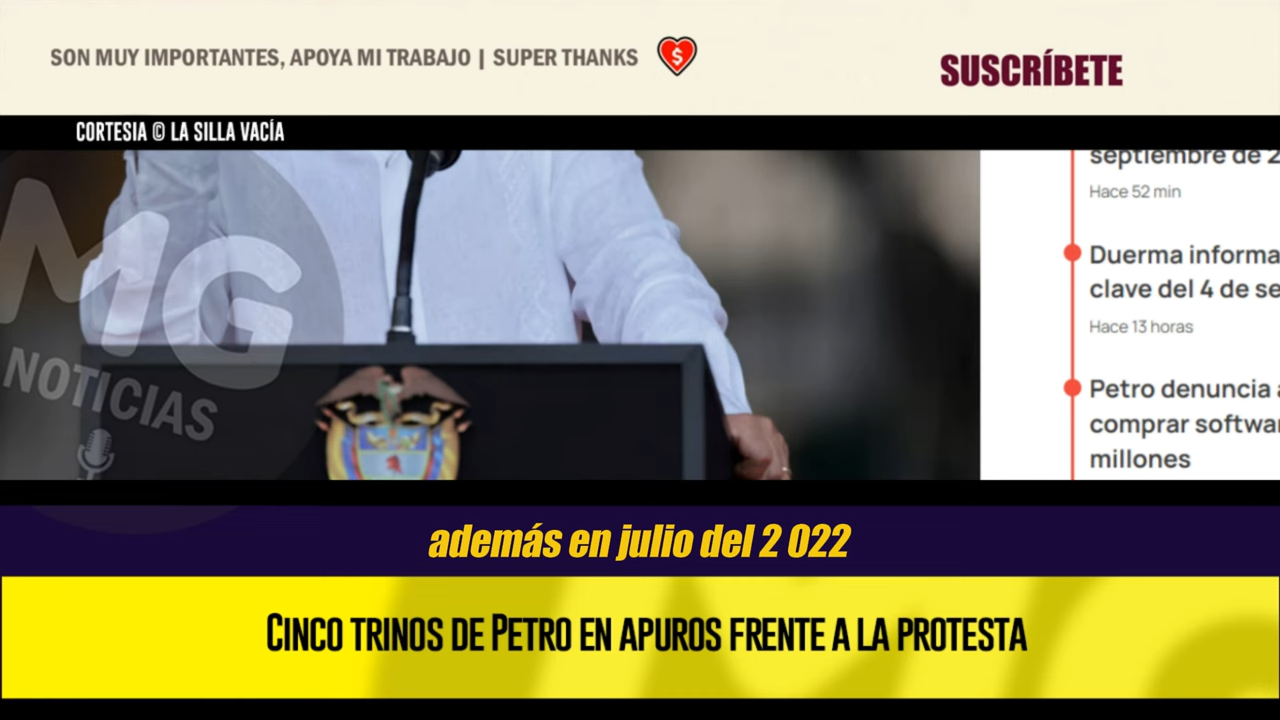 SON MUY IMPORTANTES, APOYA MI TRABAJO | SUPER THANKS
SUSCRÍBETE
CORTESIA © LA SILLA VACÍA
septiembre de 2
Hace 52 min
Duerma informa
clave del 4 de se
Hace 13 horas
Petro denuncia a
comprar softwar
millones
MG
NOTICIAS
además en julio del 2 022
CINCO TRINOS DE PETRO EN APUROS FRENTE A LA PROTESTA